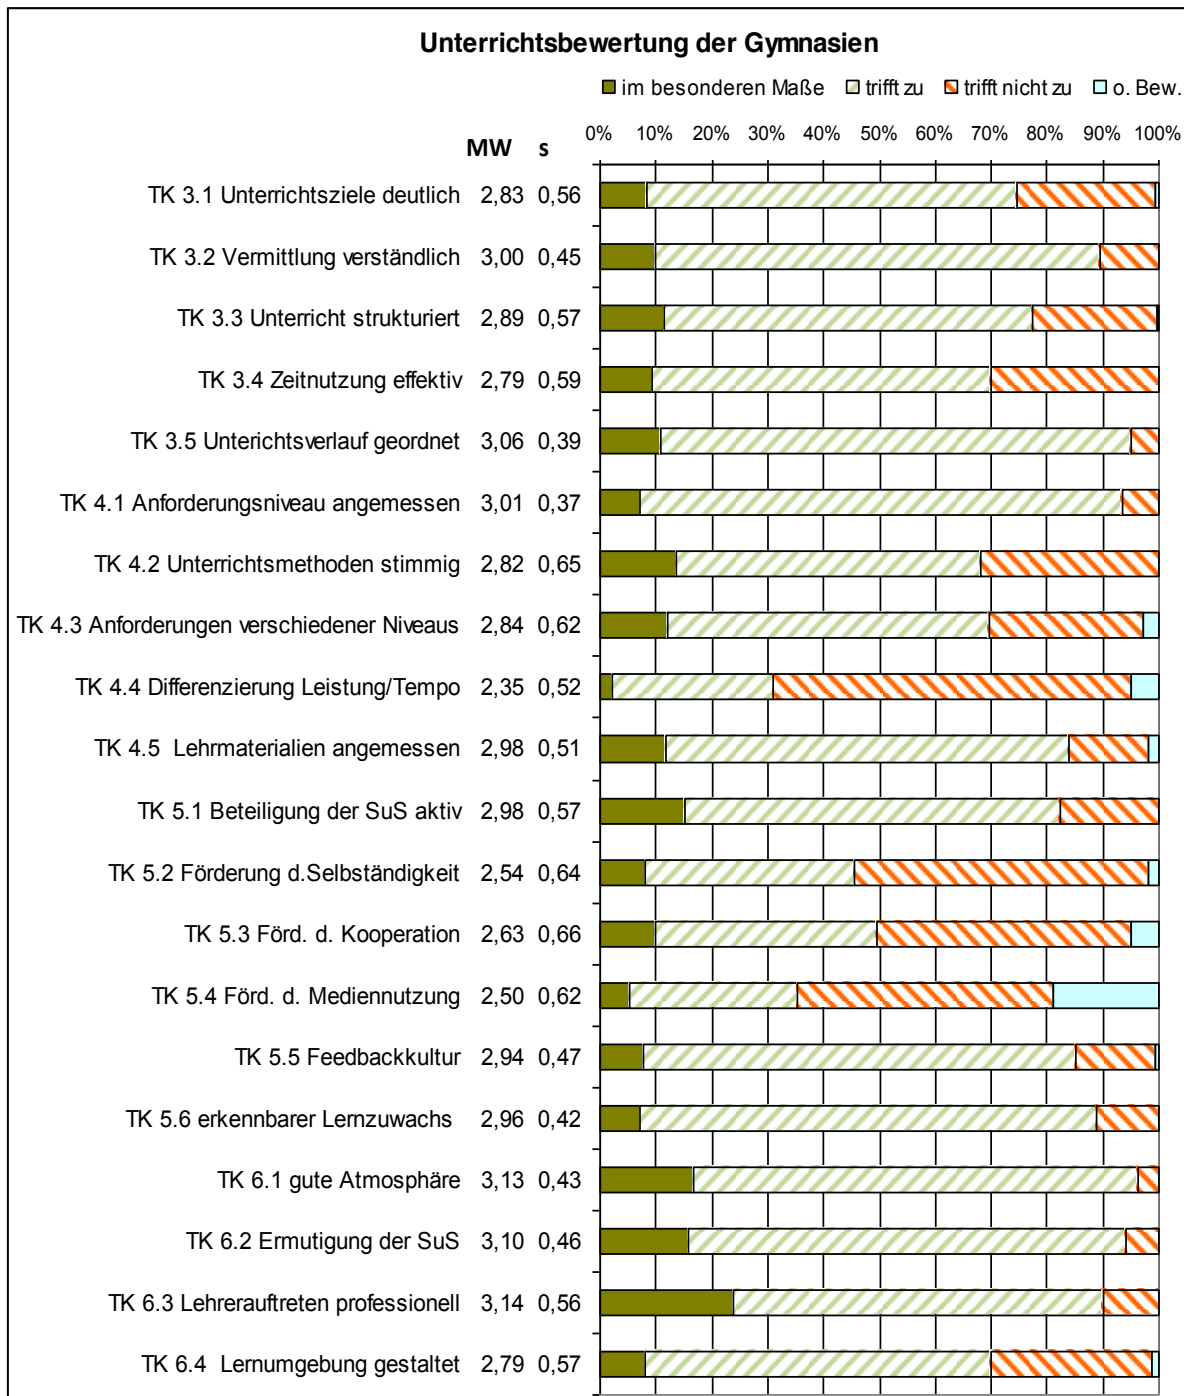 Unterrichtsbewertung der Gymnasien
im besonderen Maße trifft zu trifft nicht zu o. Bew.
0% 10% 20% 30% 40% 50% 60% 70% 80% 90% 100%
MW s
TK 3.1 Unterrichtsziele deutlich 2,83 0,56
TK 3.2 Vermittlung verständlich 3,00 0,45
TK 3.3 Unterricht strukturiert 2,89 0,57
TK 3.4 Zeitnutzung effektiv 2,79 0,59
TK 3.5 Unterichtsverlauf geordnet 3,06 0,39
TK 4.1 Anforderungsniveau angemessen 3,01 0,37
TK 4.2 Unterrichtsmethoden stimmig 2,82 0,65
TK 4.3 Anforderungen verschiedener Niveaus 2,84 0,62
TK 4.4 Differenzierung Leistung/Tempo 2,35 0,52
TK 4.5 Lehrmaterialien angemessen 2,98 0,51
TK 5.1 Beteiligung der SuS aktiv 2,98 0,57
TK 5.2 Förderung d.Selbständigkeit 2,54 0,64
TK 5.3 Förd. d. Kooperation 2,63 0,66
TK 5.4 Förd. d. Mediennutzung 2,50 0,62
TK 5.5 Feedbackkultur 2,94 0,47
TK 5.6 erkennbarer Lernzuwachs 2,96 0,42
TK 6.1 gute Atmosphäre 3,13 0,43
TK 6.2 Ermutigung der SuS 3,10 0,46
TK 6.3 Lehrerauftreten professionell 3,14 0,56
TK 6.4 Lernumgebung gestaltet 2,79 0,57